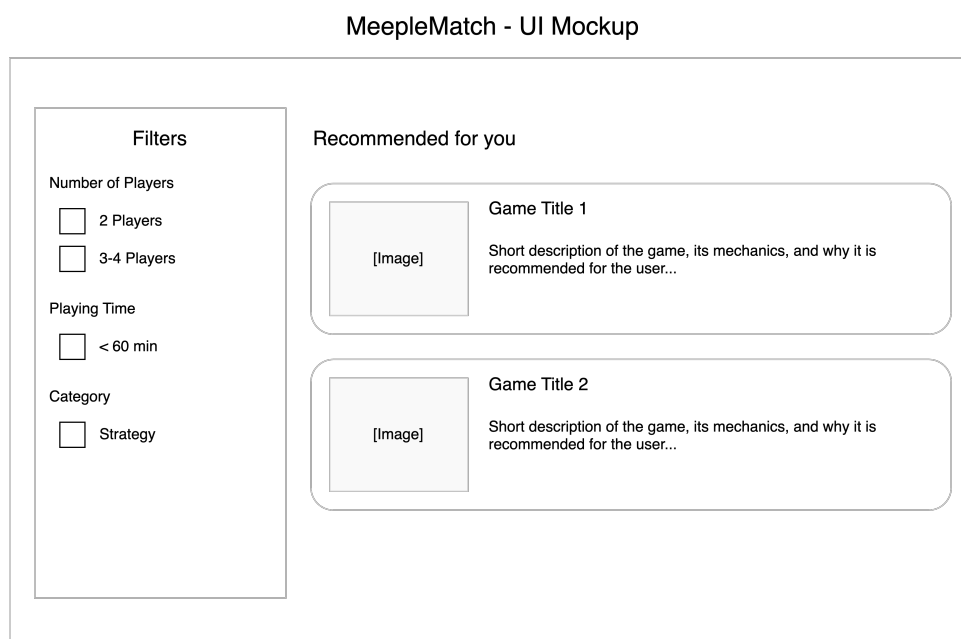 MeepleMatch - UI Mockup
Filters
Number of Players
2 Players
3-4 Players
Playing Time
< 60 min
Category
Strategy
Recommended for you
[Image]
Game Title 1
Short description of the game, its mechanics, and why it is
recommended for the user...
[Image]
Game Title 2
Short description of the game, its mechanics, and why it is
recommended for the user...